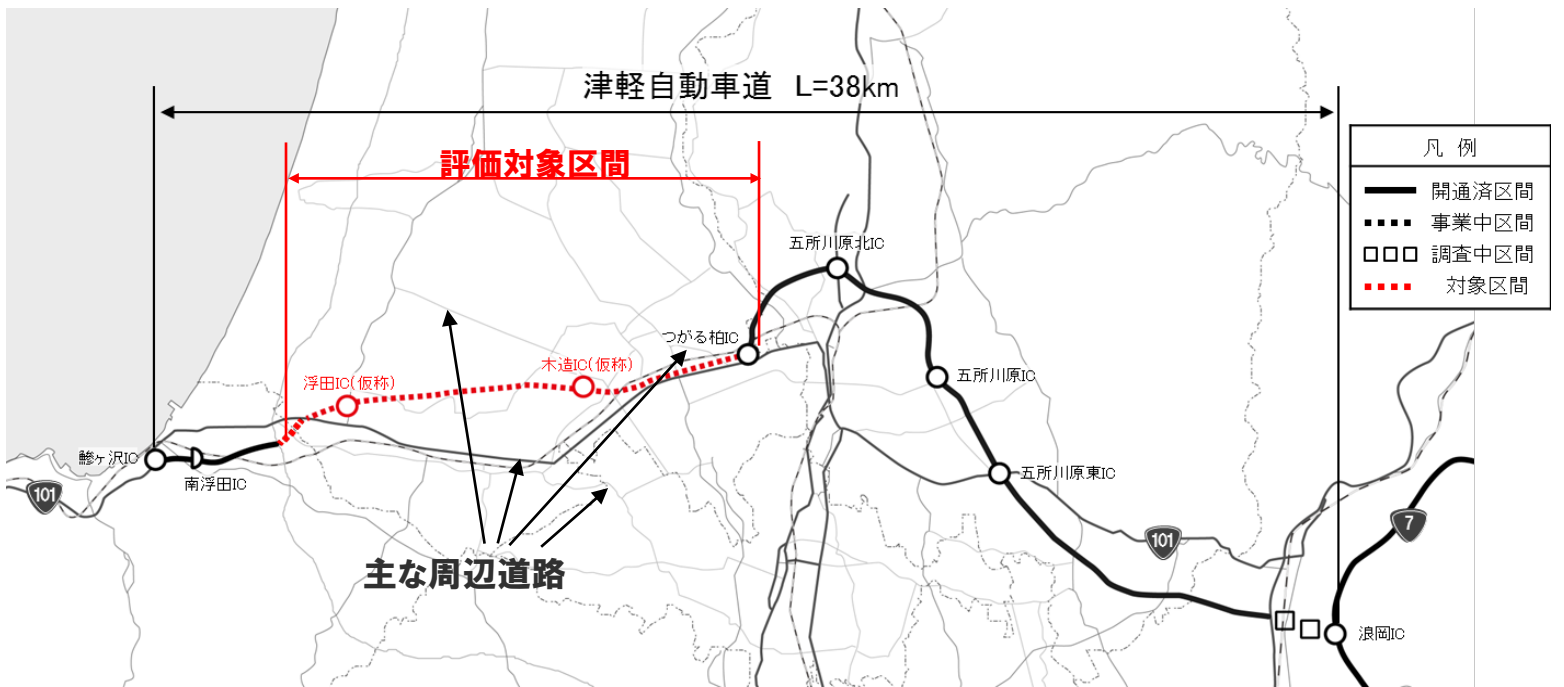 津軽自動車道 L=38km
評価対象区間
凡 例
開通済区間
事業中区間
調査中区間
対象区間
五所川原北IC
つがる柏IC
木造IC(仮称)
浮田IC(仮称)
五所川原IC
鰺ヶ沢IC
南浮田IC
五所川原東IC
101
7
101
主な周辺道路
浪岡IC